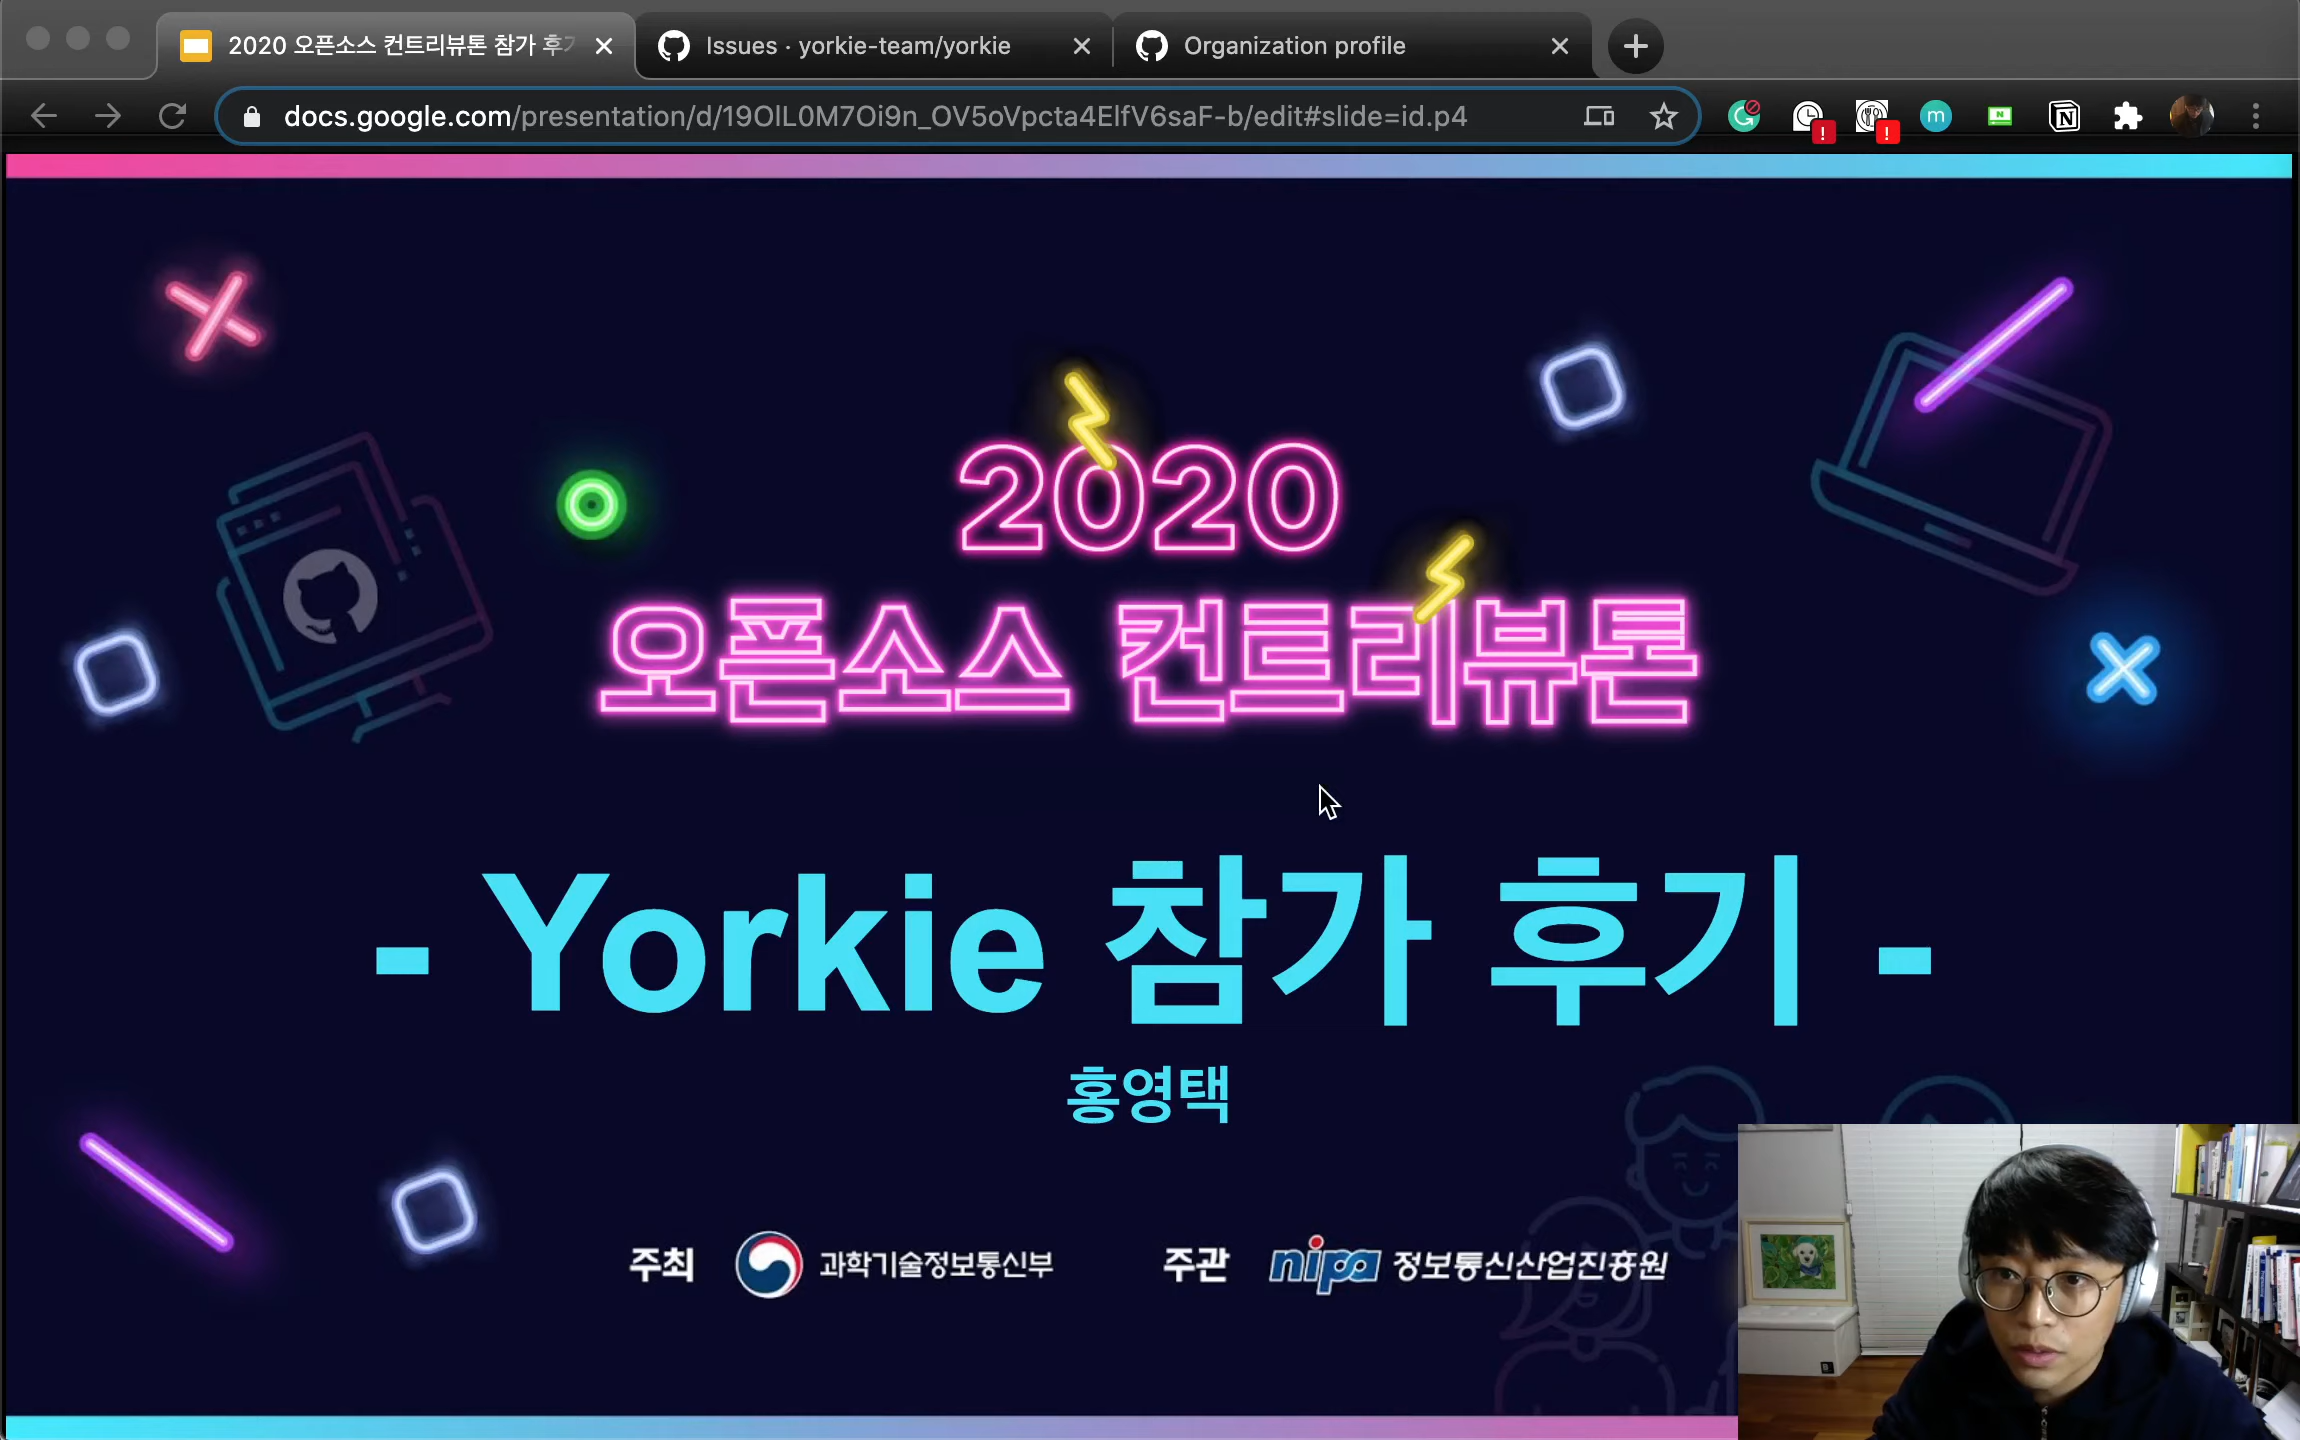 2020 오픈소스 컨트리뷰톤 참가 후기
Issues · yorkie-team/yorkie
Organization profile
docs.google.com/presentation/d/19OlL0M7Oi9n_OV5oVpcta4ElfV6saF-b/edit#slide=id.p4
2020
오픈소스 컨트리뷰톤
- Yorkie 참가 후기 -
홍영택
주최 과학기술정보통신부 주관 nipa 정보통신산업진흥원